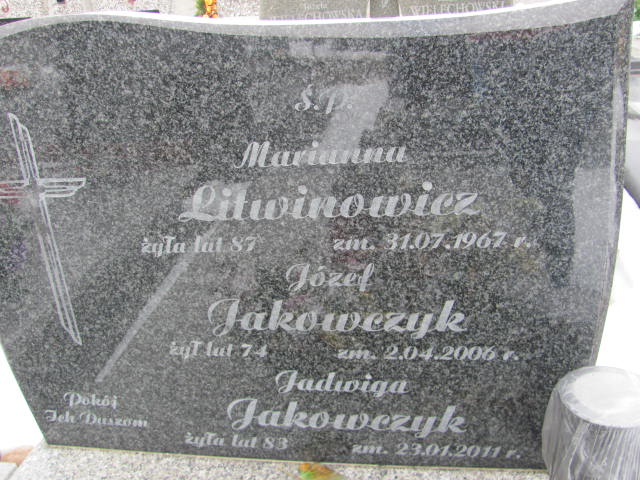 WIELECHOWSKI
Ś.P.
Marianna
Litwinowicz
żyła lat 87 zm. 31.07.1967 r.
Józef
Jakowczyk
żył lat 74 zm. 2.04.2006 r.
Jadwiga
Jakowczyk
żyła lat 83 zm. 23.01.2011 r.
Pokój
Ich Duszom